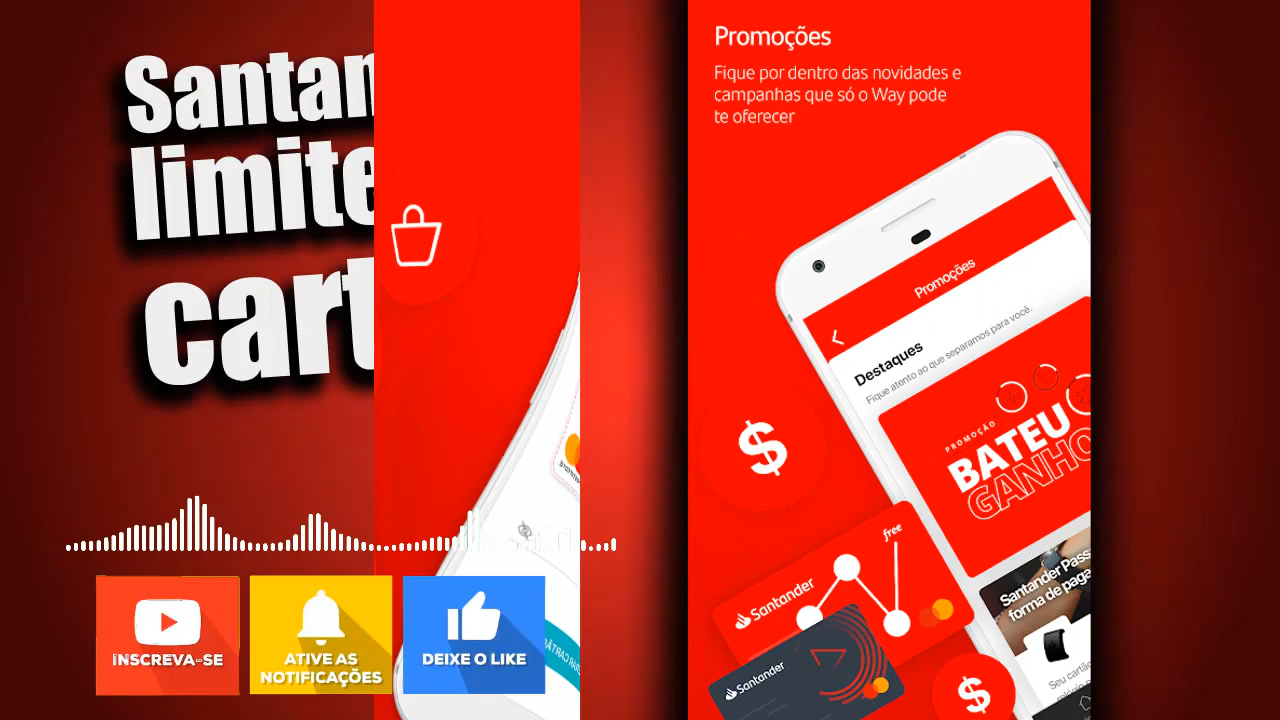 Santan
limite
cart
INSCREVA-SE
ATIVE AS
NOTIFICAÇÕES
DEIXE O LIKE
Promoções
Fique por dentro das novidades e
campanhas que só o Way pode
te oferecer
Promoções
Destaques
Fique atento ao que separamos para você.
PROMOÇÃO
BATEU
GANHO
Santander Pass
forma de paga
Seu cartão
free
Santander
Santander